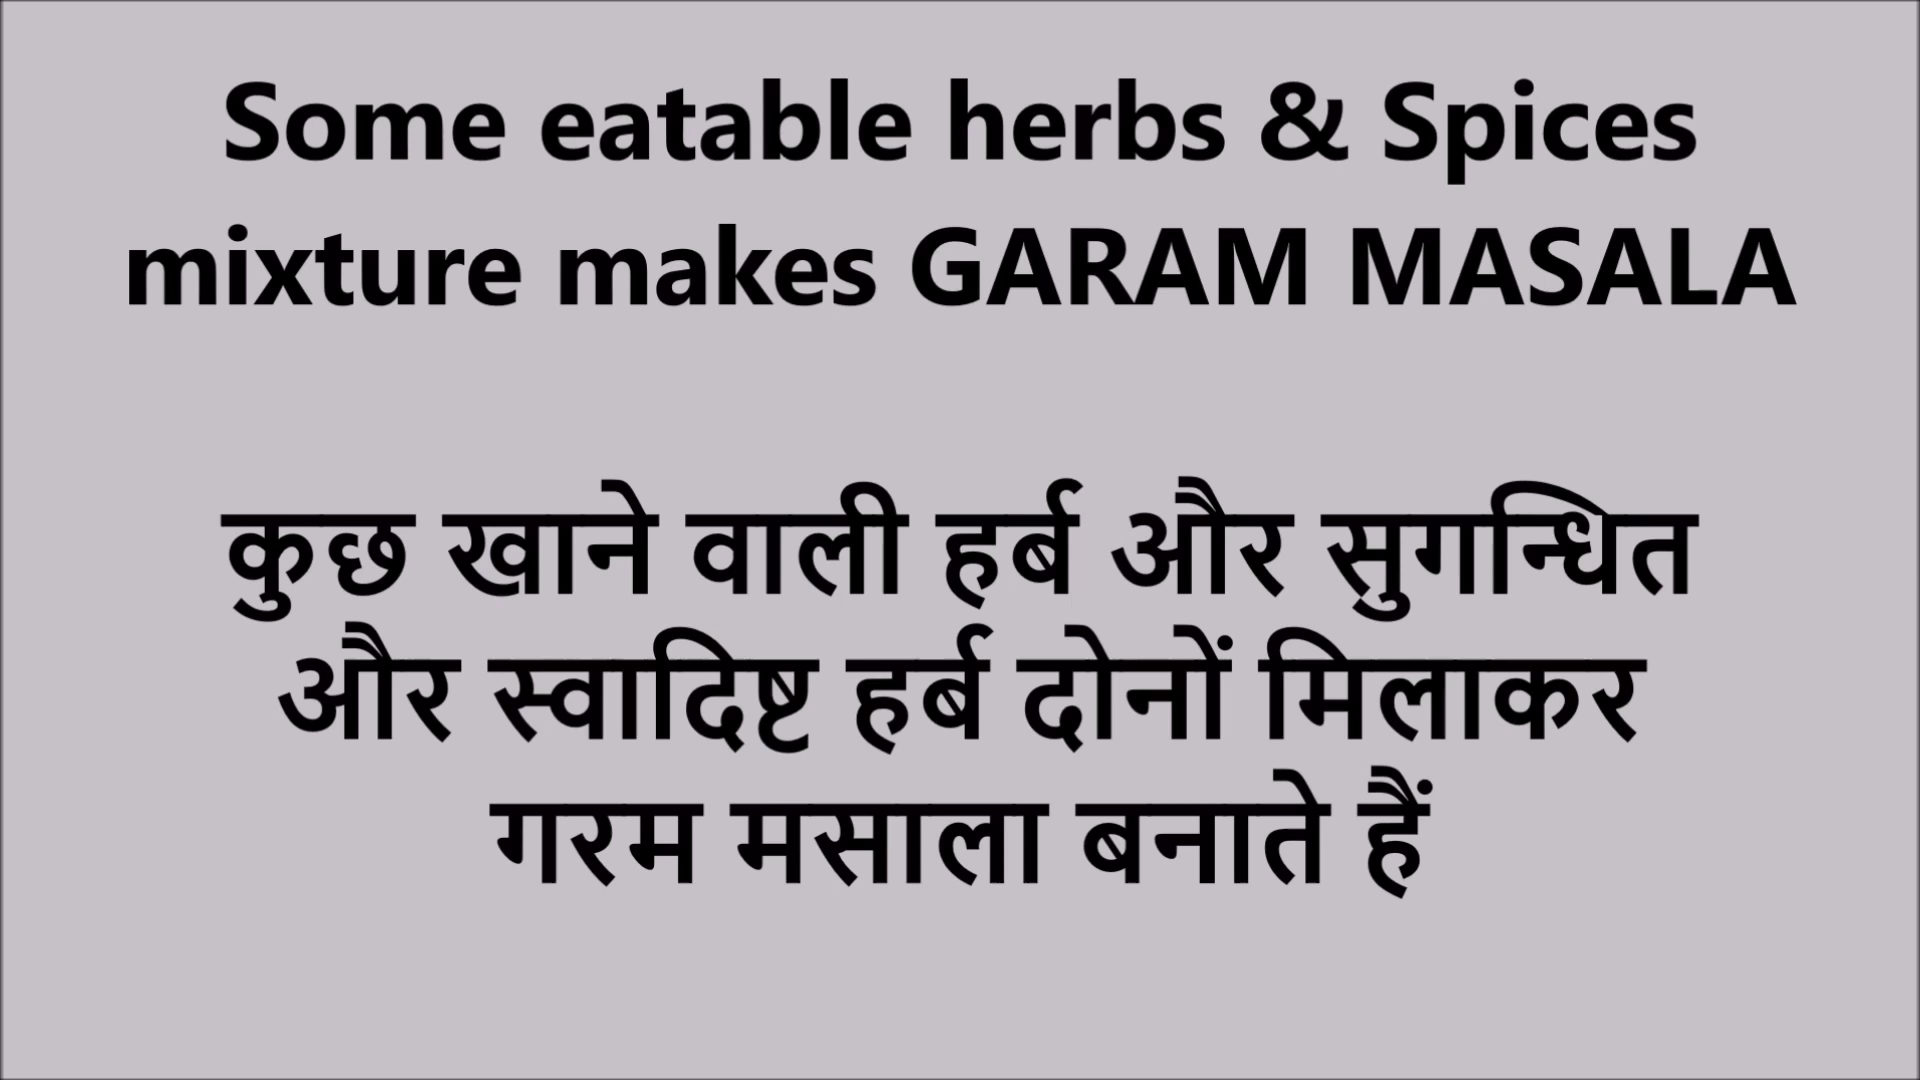 Some eatable herbs & Spices
mixture makes GARAM MASALA
कुछ खाने वाली हर्ब और सुगन्धित
और स्वादिष्ट हर्ब दोनों मिलाकर
गरम मसाला बनाते हैं